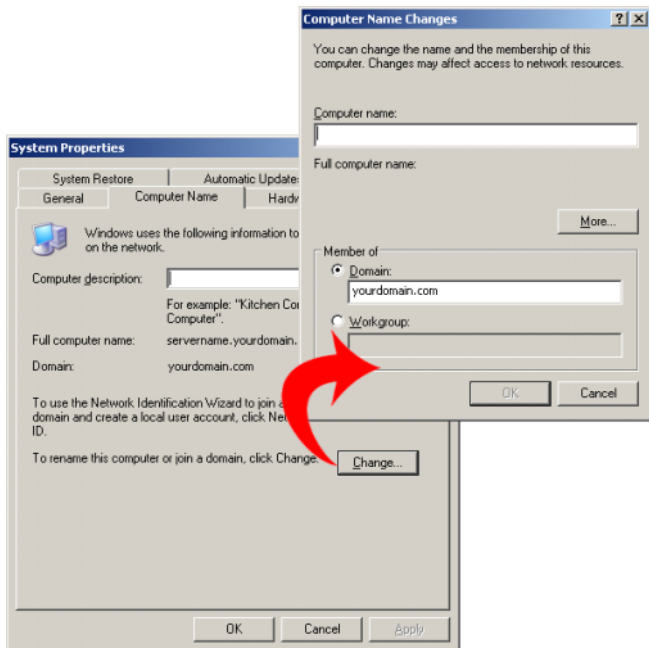 Computer Name Changes
You can change the name and the membership of this
computer. Changes may affect access to network resources.
Computer name:
Full computer name:
More...
Member of
Domain:
yourdomain.com
Workgroup:
OK Cancel
System Properties
System Restore Automatic Update
General Computer Name Hardw
Windows uses the following information to
on the network.
Computer description:
For example: "Kitchen Co
Computer".
Full computer name: servername.yourdomain.
Domain: yourdomain.com
To use the Network Identification Wizard to join a
domain and create a local user account, click Ne
ID.
To rename this computer or join a domain, click Change.
Change...
OK Cancel Apply